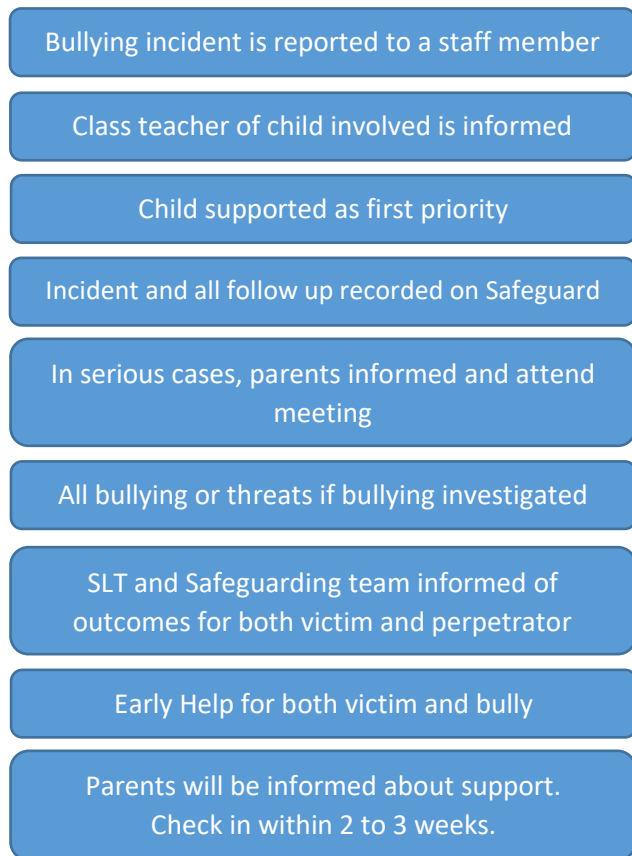 Bullying incident is reported to a staff member
Class teacher of child involved is informed
Child supported as first priority
Incident and all follow up recorded on Safeguard
In serious cases, parents informed and attend
meeting
All bullying or threats if bullying investigated
SLT and Safeguarding team informed of
outcomes for both victim and perpetrator
Early Help for both victim and bully
Parents will be informed about support.
Check in within 2 to 3 weeks.